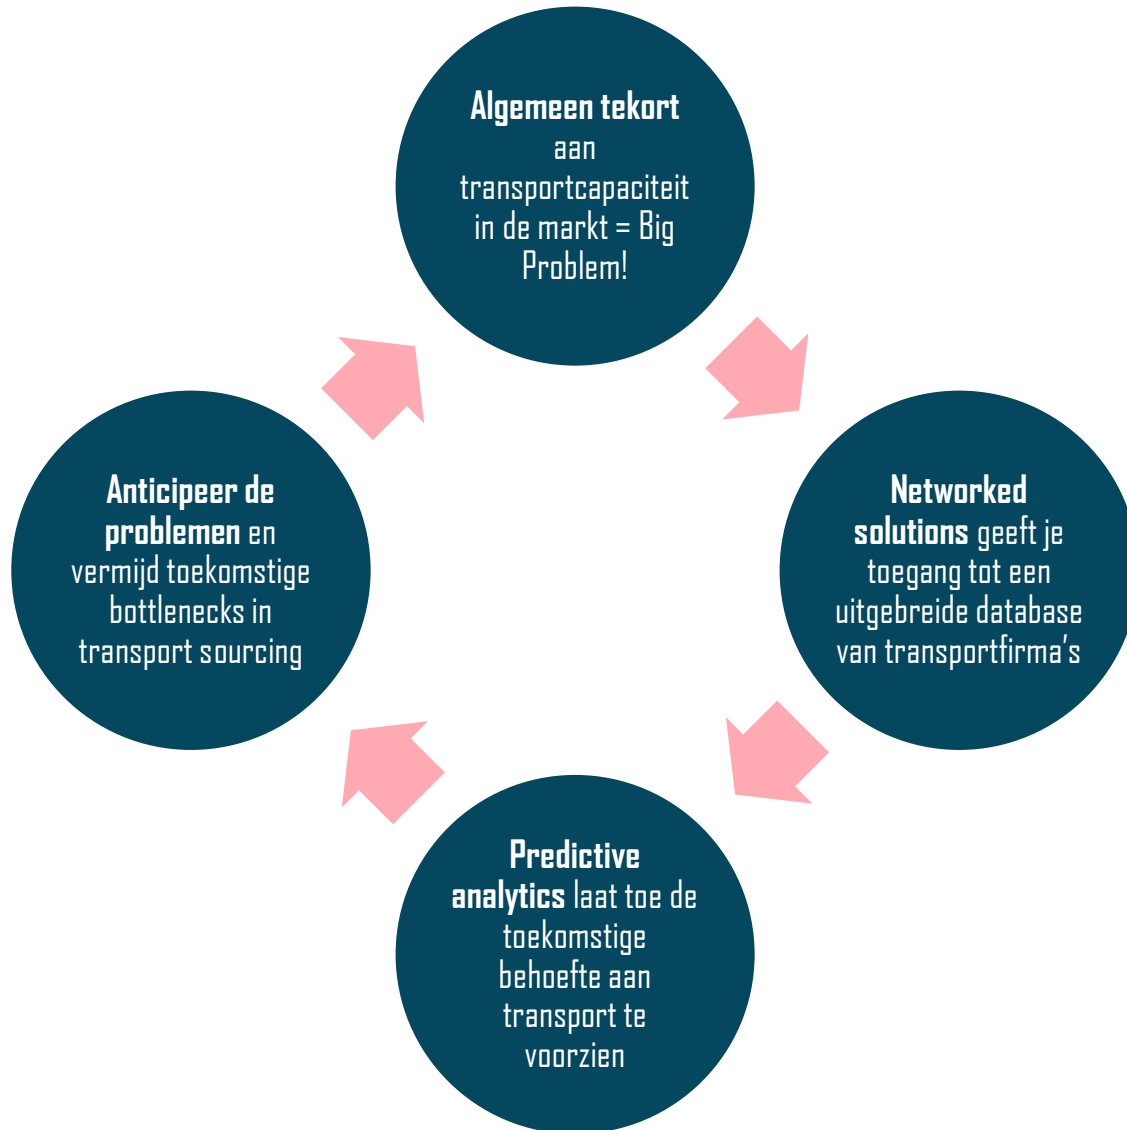 Algemeen tekort
aan
transportcapaciteit
in de markt = Big
Problem!
Networked
solutions geeft je
toegang tot een
uitgebreide database
van transportfirma's
Predictive
analytics laat toe de
toekomstige
behoefte aan
transport te
voorzien
Anticipeer de
problemen en
vermijd toekomstige
bottlenecks in
transport sourcing